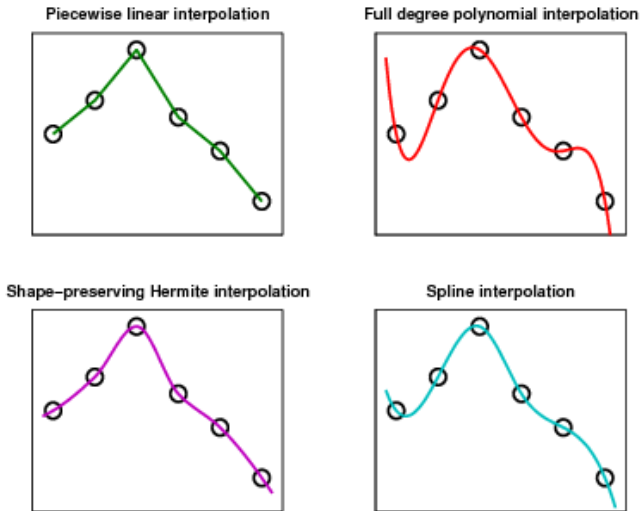 Piecewise linear interpolation
Full degree polynomial interpolation
Shape-preserving Hermite interpolation
Spline interpolation